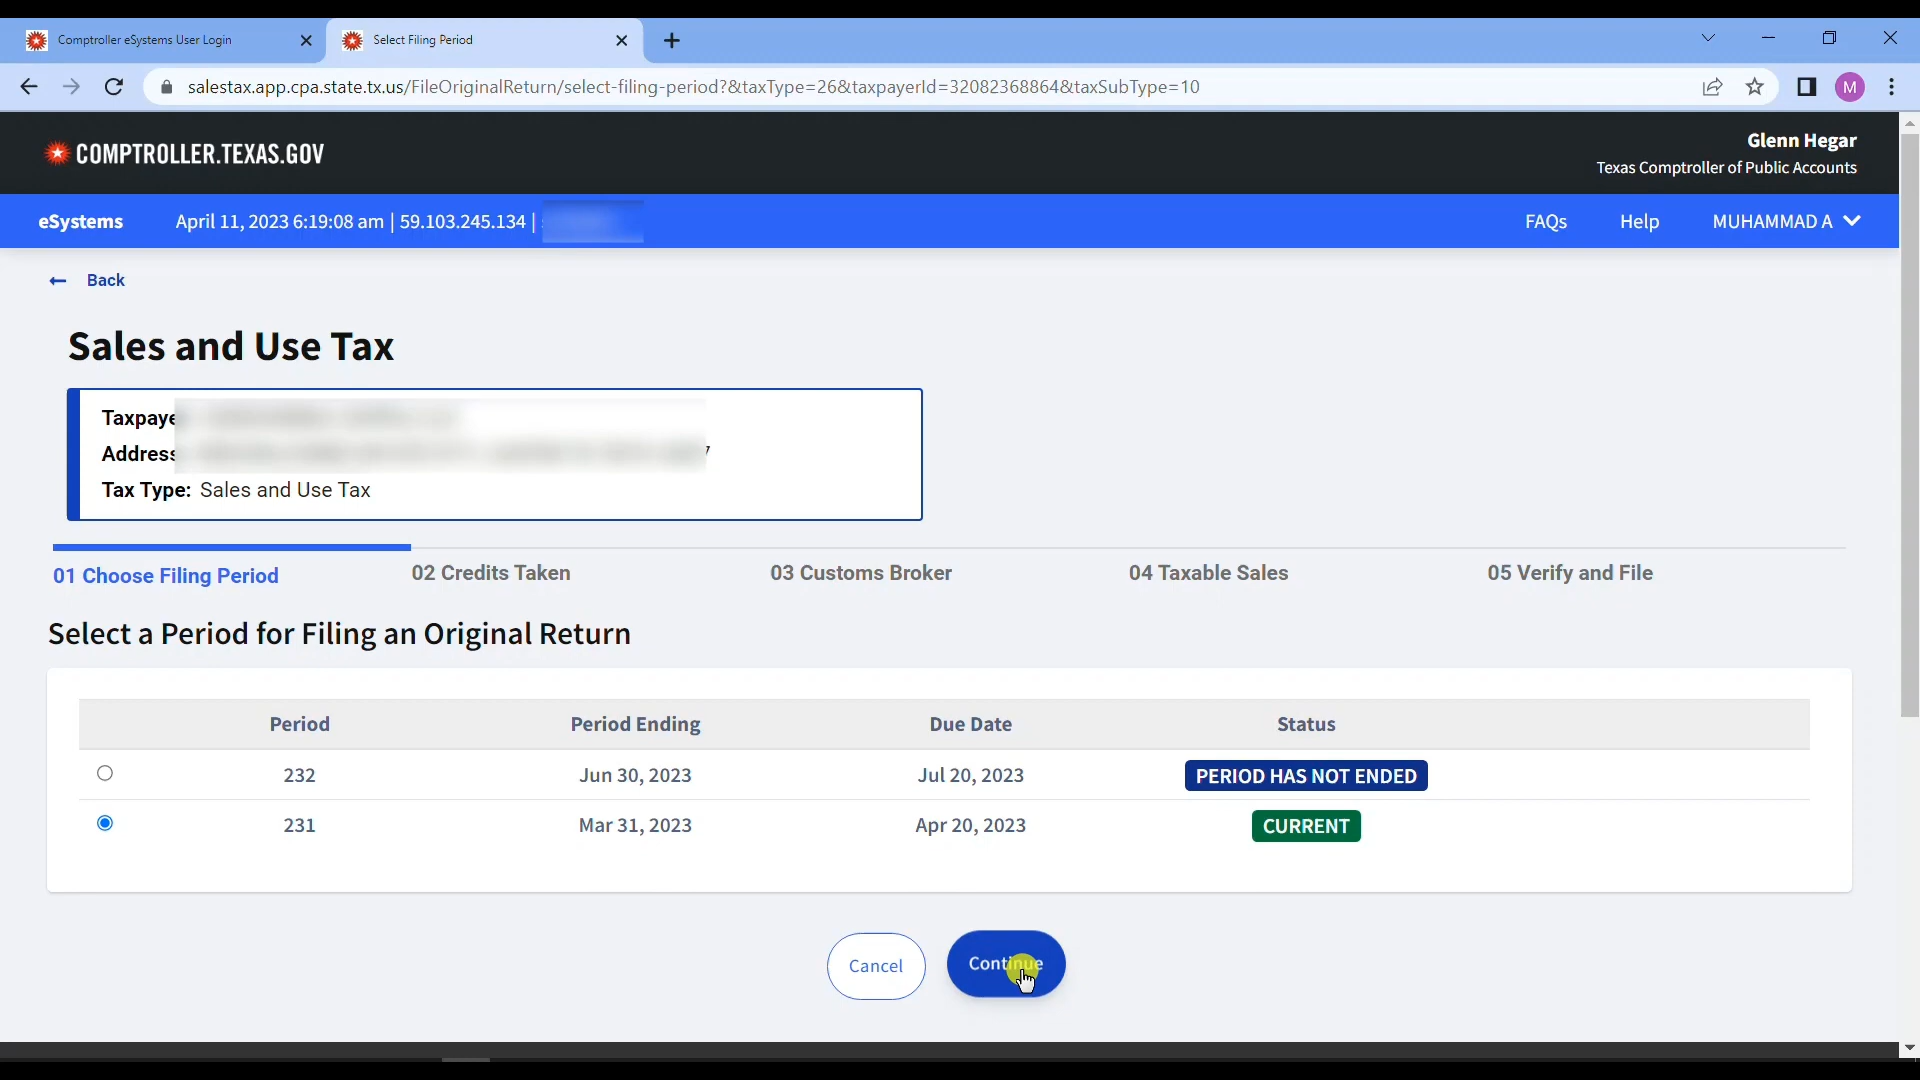 Comptroller eSystems User Login
Select Filing Period
salestax.app.cpa.state.tx.us/FileOriginalReturn/select-filing-period?&taxType=26&taxpayerId=32082368864&taxSubType=10
M
COMPTROLLER.TEXAS.GOV
Glenn Hegar
Texas Comptroller of Public Accounts
eSystems April 11, 2023 6:19:08 am | 59.103.245.134 |
FAQs Help MUHAMMAD A
Back
Sales and Use Tax
Taxpaye
Address
Tax Type: Sales and Use Tax
01 Choose Filing Period 02 Credits Taken 03 Customs Broker 04 Taxable Sales 05 Verify and File
Select a Period for Filing an Original Return
Period Period Ending Due Date Status
232 Jun 30, 2023 Jul 20, 2023 PERIOD HAS NOT ENDED
231 Mar 31, 2023 Apr 20, 2023 CURRENT
Cancel Continue